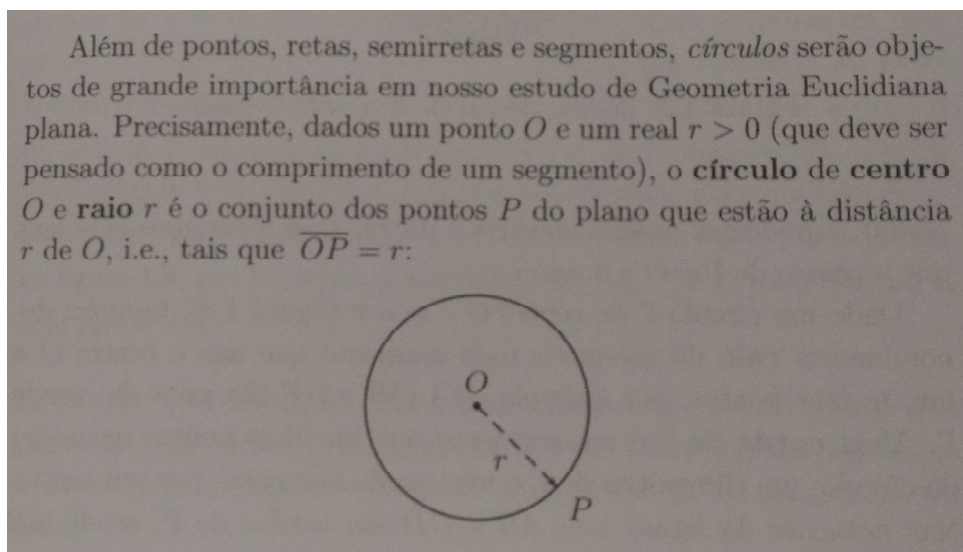 Além de pontos, retas, semirretas e segmentos, círculos serão obje-
tos de grande importância em nosso estudo de Geometria Euclidiana
plana. Precisamente, dados um ponto O e um real r > 0 (que deve ser
pensado como o comprimento de um segmento), o círculo de centro
O e raio r é o conjunto dos pontos P do plano que estão à distância
r de O, i.e., tais que O̅P̅ = r:
O
r
P